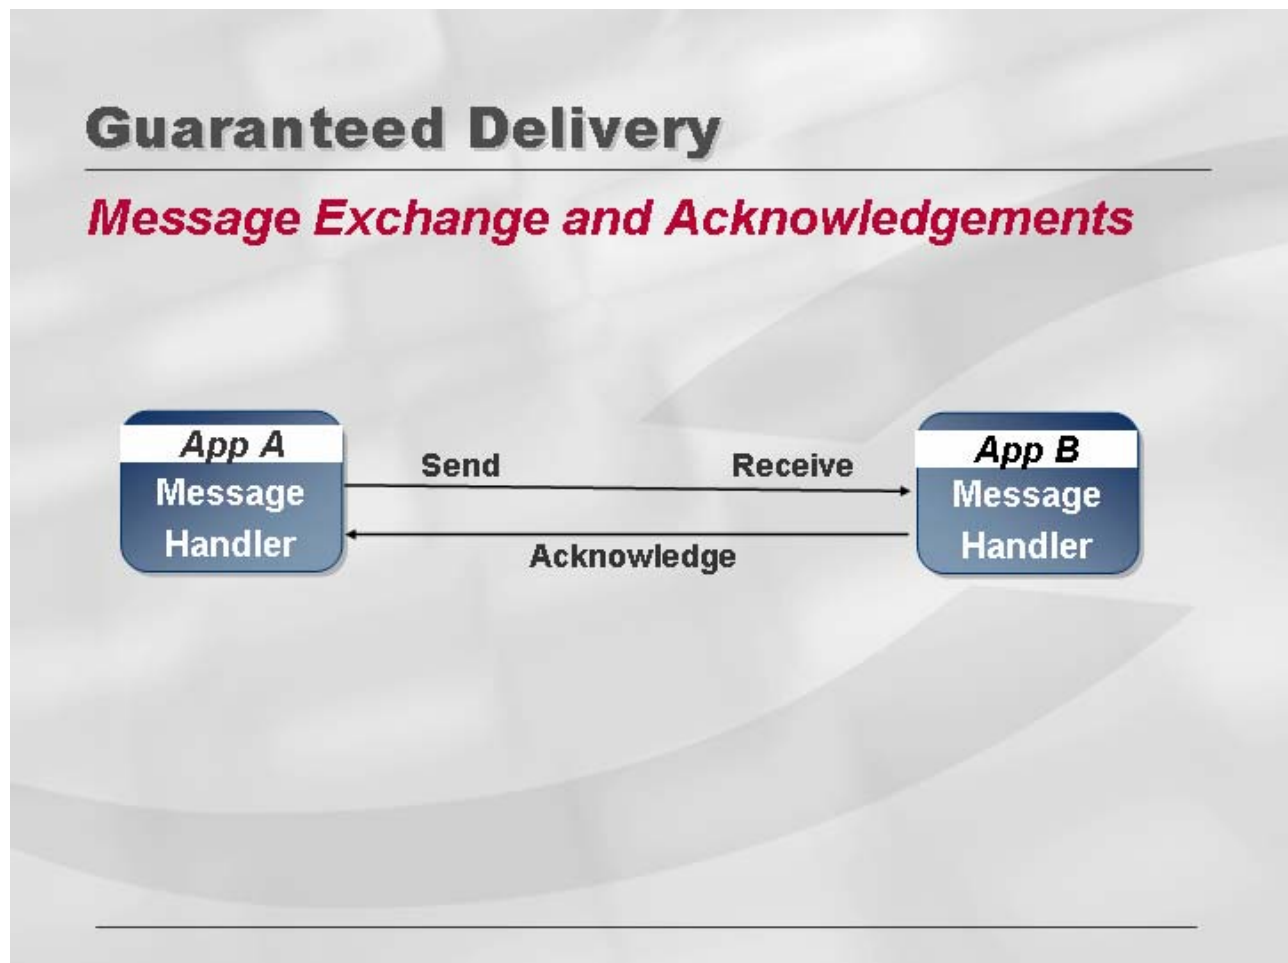 Guaranteed Delivery
Message Exchange and Acknowledgements
App A
Message
Handler
Send
Receive
Acknowledge
App B
Message
Handler